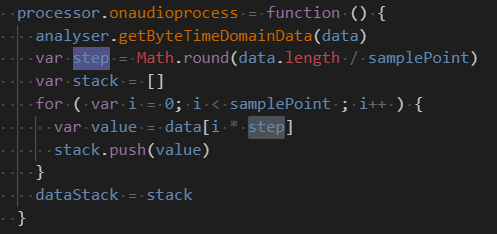 processor.onaudioprocess = function () {
analyser.getByteTimeDomainData(data)
var step = Math.round(data.length / samplePoint)
var stack = []
for ( var i = 0; i < samplePoint ; i++ ) {
var value = data[i * step]
stack.push(value)
}
dataStack = stack
}